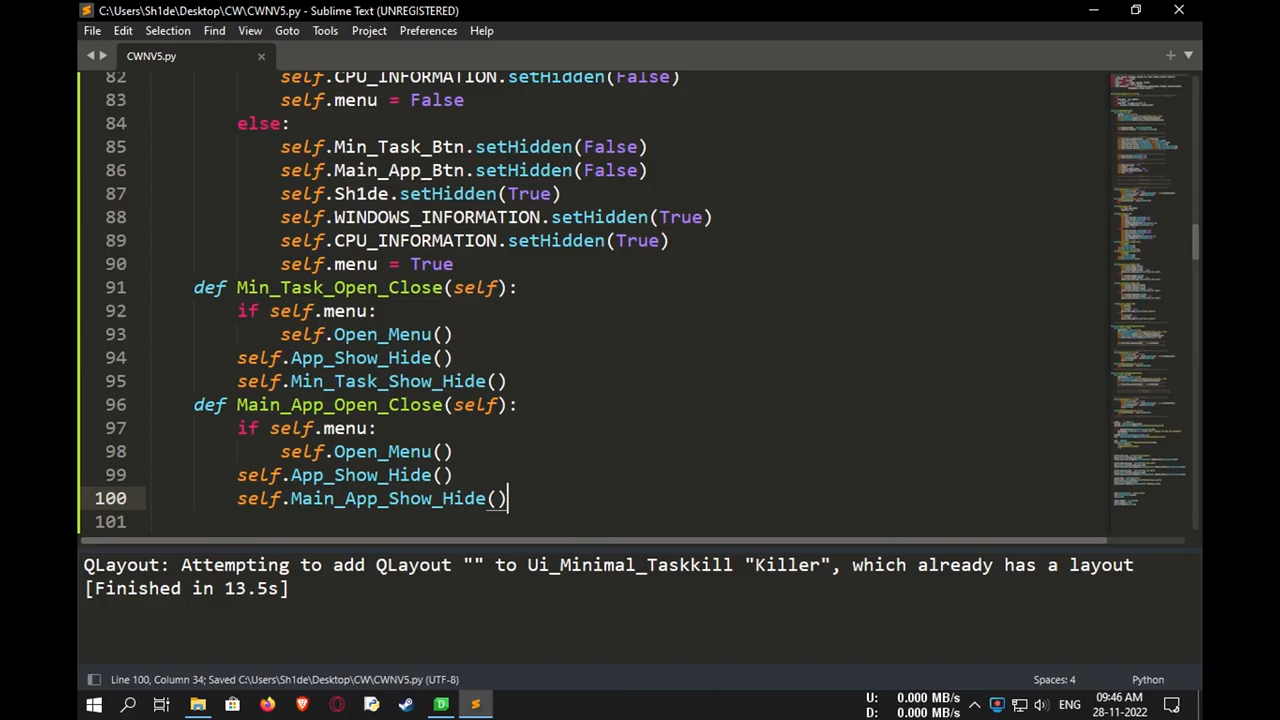 C:\Users\Sh1de\Desktop\CW\CWNV5.py - Sublime Text (UNREGISTERED)
File Edit Selection Find View Goto Tools Project Preferences Help
CWNV5.py
82 self.CPU_INFORMATION.setHidden(False)
83 self.menu = False
84 else:
85 self.Min_Task_Btn.setHidden(False)
86 self.Main_App_Btn.setHidden(False)
87 self.Sh1de.setHidden(True)
88 self.WINDOWS_INFORMATION.setHidden(True)
89 self.CPU_INFORMATION.setHidden(True)
90 self.menu = True
91 def Min_Task_Open_Close(self):
92 if self.menu:
93 self.Open_Menu()
94 self.App_Show_Hide()
95 self.Min_Task_Show_Hide()
96 def Main_App_Open_Close(self):
97 if self.menu:
98 self.Open_Menu()
99 self.App_Show_Hide()
100 self.Main_App_Show_Hide()
101
QLayout: Attempting to add QLayout "" to Ui_Minimal_Taskkill "Killer", which already has a layout
[Finished in 13.5s]
Line 100, Column 34; Saved C:\Users\Sh1de\Desktop\CW\CWNV5.py (UTF-8)
Spaces: 4
Python
U: 0.000 MB/s
D: 0.000 MB/s
ENG
09:46 AM
28-11-2022